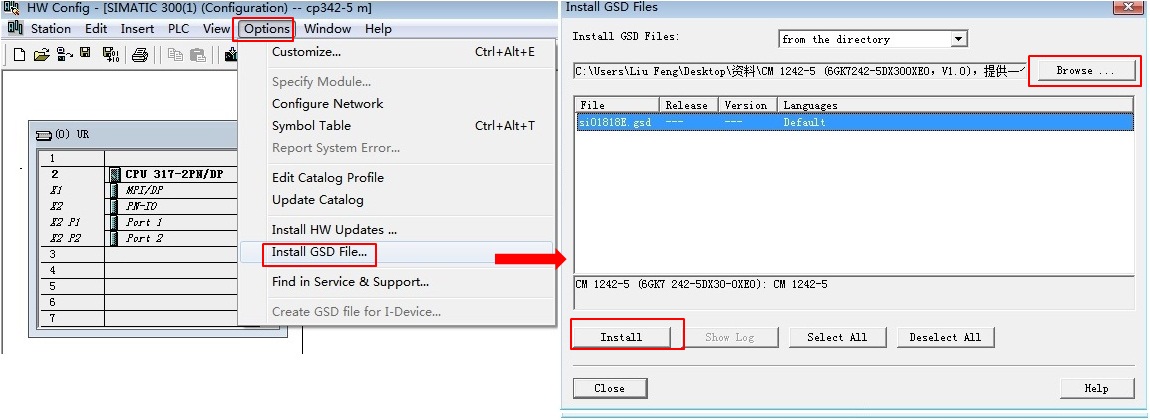 HW Config - [SIMATIC 300(1) (Configuration) -- cp342-5 m]
Station Edit Insert PLC View Options Window Help
Customize... Ctrl+Alt+E
Specify Module...
Configure Network
Symbol Table Ctrl+Alt+T
Report System Error...
Edit Catalog Profile
Update Catalog
Install HW Updates ...
Install GSD File...
Find in Service & Support...
Create GSD file for I-Device...
(0) UR
1
2 CPU 317-2PN/DP
X1 MPI/DP
X2 PN-IO
X2 P1 Port 1
X2 P2 Port 2
3
4
5
6
7
Install GSD Files
Install GSD Files: from the directory
C:\Users\Liu Feng\Desktop\资料\CM 1242-5 (6GK7242-5DX300XE0, V1.0), 提供一个 Browse ...
File Release Version Languages
si01818E.gsd --- --- Default
CM 1242-5 (6GK7 242-5DX30-0XE0): CM 1242-5
Install Show Log Select All Deselect All
Close Help